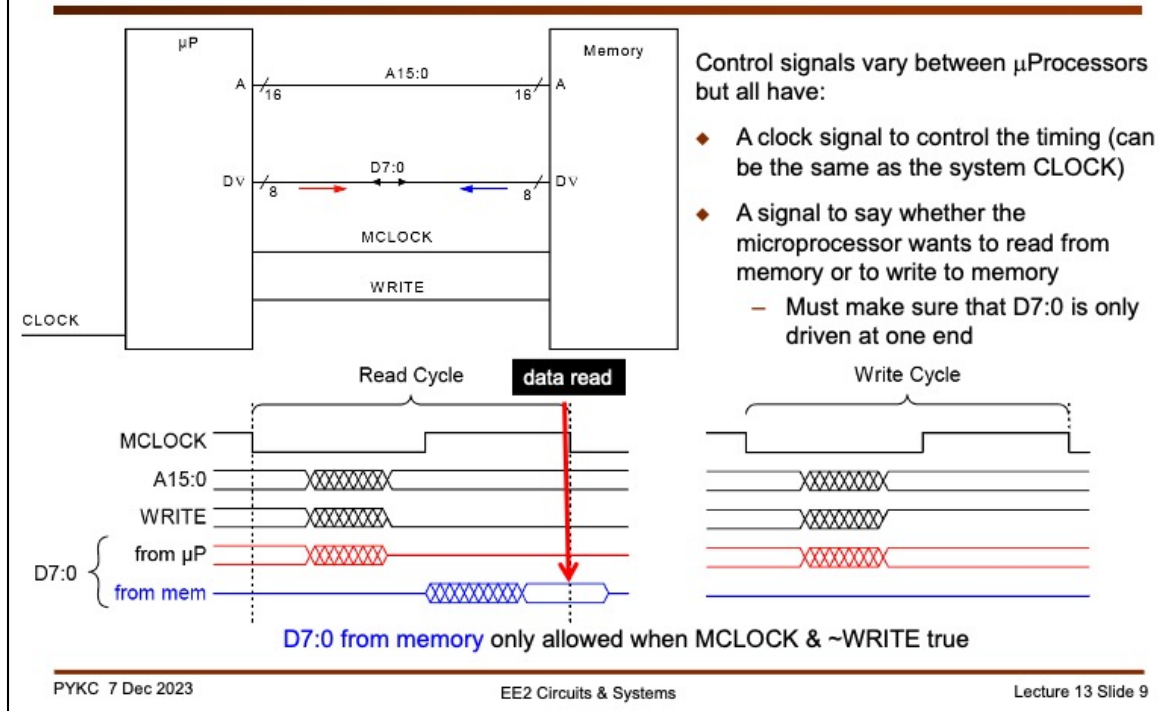 µP
Memory
A
16
A15:0
16
A
DV
8
D7:0
8
DV
MCLOCK
WRITE
CLOCK
Control signals vary between µProcessors
but all have:
◆ A clock signal to control the timing (can
be the same as the system CLOCK)
◆ A signal to say whether the
microprocessor wants to read from
memory or to write to memory
– Must make sure that D7:0 is only
driven at one end
Read Cycle
data read
Write Cycle
MCLOCK
A15:0
WRITE
D7:0
from µP
from mem
D7:0 from memory only allowed when MCLOCK & ~WRITE true
PYKC 7 Dec 2023
EE2 Circuits & Systems
Lecture 13 Slide 9